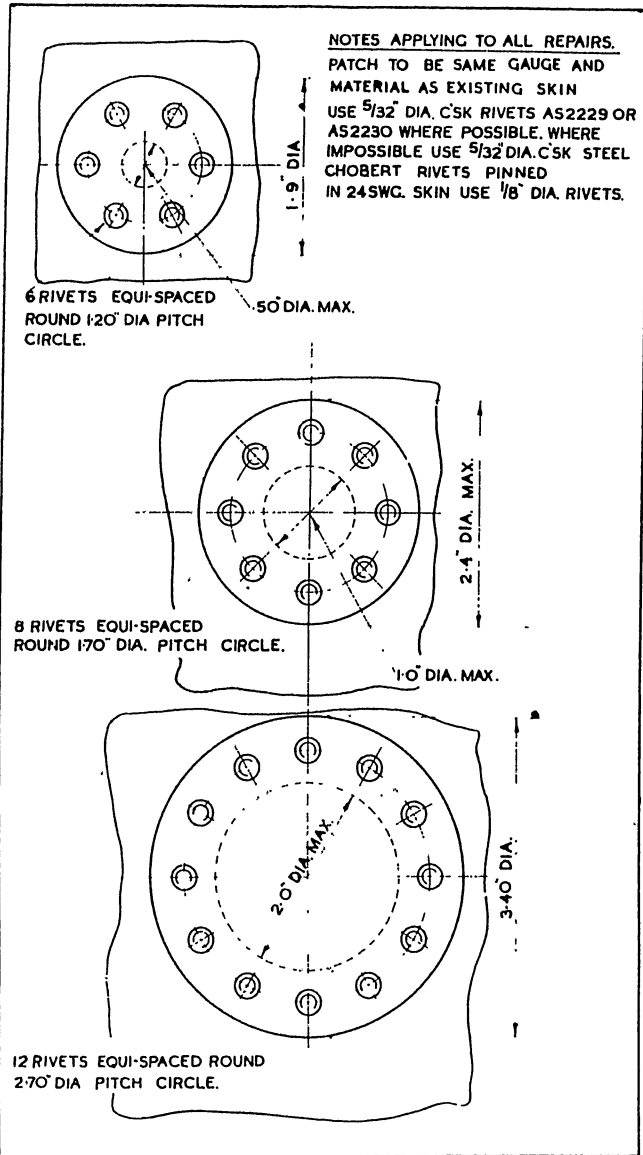 NOTES APPLYING TO ALL REPAIRS.
PATCH TO BE SAME GAUGE AND
MATERIAL AS EXISTING SKIN
USE 5/32" DIA. C'SK RIVETS AS2229 OR
AS2230 WHERE POSSIBLE. WHERE
IMPOSSIBLE USE 5/32" DIA. C'SK STEEL
CHOBERT RIVETS PINNED
IN 24SWG. SKIN USE 1/8" DIA. RIVETS.
1·9" DIA
6 RIVETS EQUI-SPACED
ROUND 1·20" DIA PITCH
CIRCLE.
·50" DIA. MAX.
2·4" DIA. MAX.
8 RIVETS EQUI-SPACED
ROUND 1·70" DIA. PITCH CIRCLE.
1·0" DIA. MAX.
2·0" DIA. MAX.
3·40" DIA.
12 RIVETS EQUI-SPACED ROUND
2·70" DIA PITCH CIRCLE.